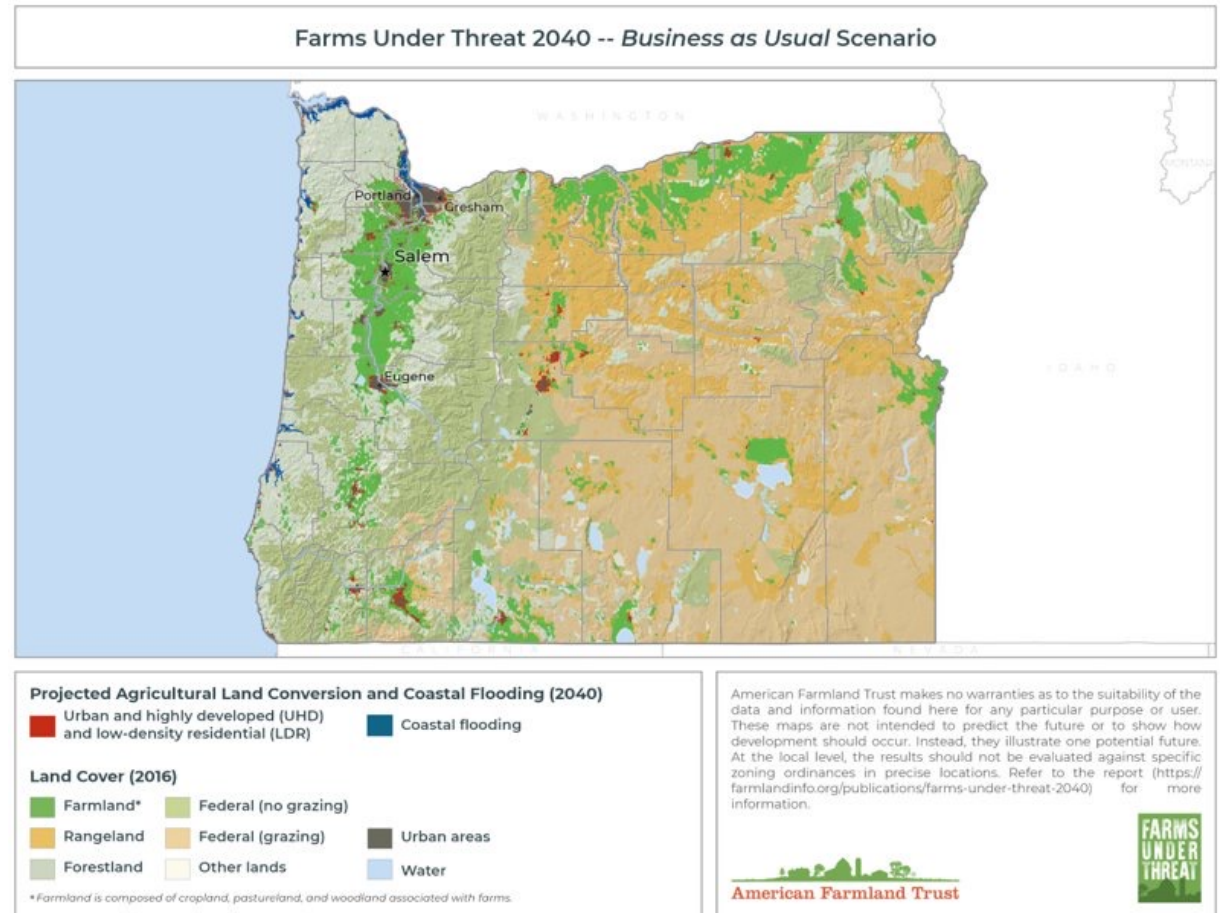 Farms Under Threat 2040 -- Business as Usual Scenario
WASHINGTON
MONTANA
Portland
Gresham
Salem
Eugene
IDAHO
CALIFORNIA
NEVADA
Projected Agricultural Land Conversion and Coastal Flooding (2040)
Urban and highly developed (UHD)
and low-density residential (LDR)
Coastal flooding
Land Cover (2016)
Farmland*
Federal (no grazing)
Rangeland
Federal (grazing)
Urban areas
Forestland
Other lands
Water
*Farmland is composed of cropland, pastureland, and woodland associated with farms.
American Farmland Trust makes no warranties as to the suitability of the
data and information found here for any particular purpose or user.
These maps are not intended to predict the future or to show how
development should occur. Instead, they illustrate one potential future.
At the local level, the results should not be evaluated against specific
zoning ordinances in precise locations. Refer to the report (https://
farmlandinfo.org/publications/farms-under-threat-2040) for more
information.
American Farmland Trust
FARMS
UNDER
THREAT